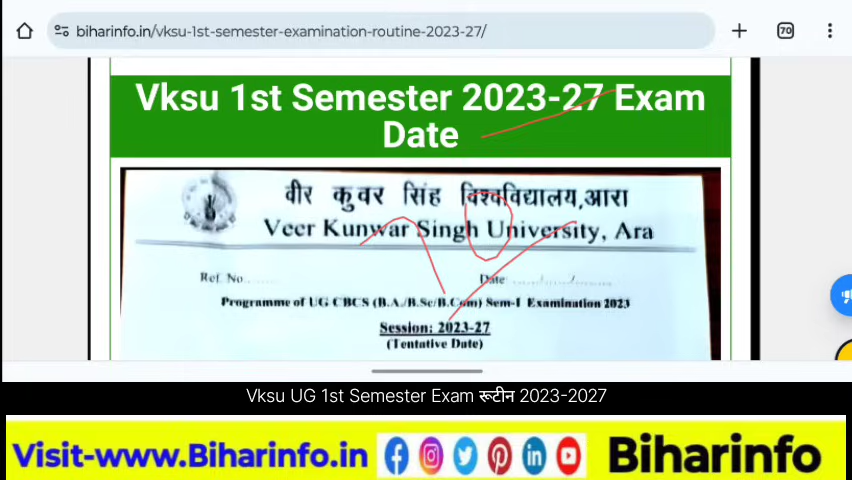 biharinfo.in/vksu-1st-semester-examination-routine-2023-27/
70
Vksu 1st Semester 2023-27 Exam
Date
वीर कुवर सिंह विश्वविद्यालय,आरा
Veer Kunwar Singh University, Ara
Ref. No.......
Date ....../....../......
Programme of UG CBCS (B.A./B.Sc/B.Com) Sem-I Examination 2023
Session: 2023-27
(Tentative Date)
Vksu UG 1st Semester Exam रूटीन 2023-2027
Visit-www.Biharinfo.in
Biharinfo